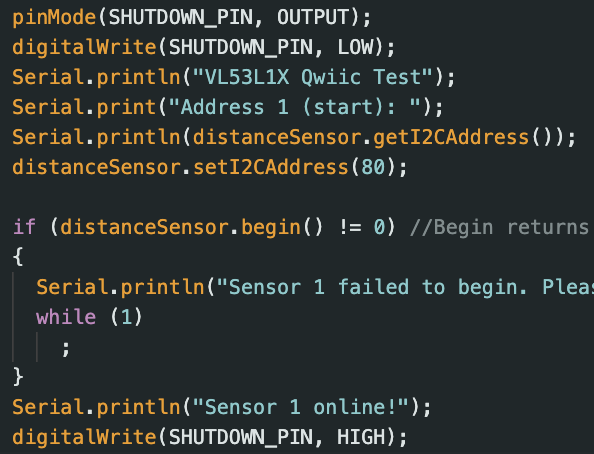 pinMode(SHUTDOWN_PIN, OUTPUT);
digitalWrite(SHUTDOWN_PIN, LOW);
Serial.println("VL53L1X Qwiic Test");
Serial.print("Address 1 (start): ");
Serial.println(distanceSensor.getI2CAddress());
distanceSensor.setI2CAddress(80);

if (distanceSensor.begin() != 0) //Begin returns
{
  Serial.println("Sensor 1 failed to begin. Plea
  while (1)
    ;
}
Serial.println("Sensor 1 online!");
digitalWrite(SHUTDOWN_PIN, HIGH);